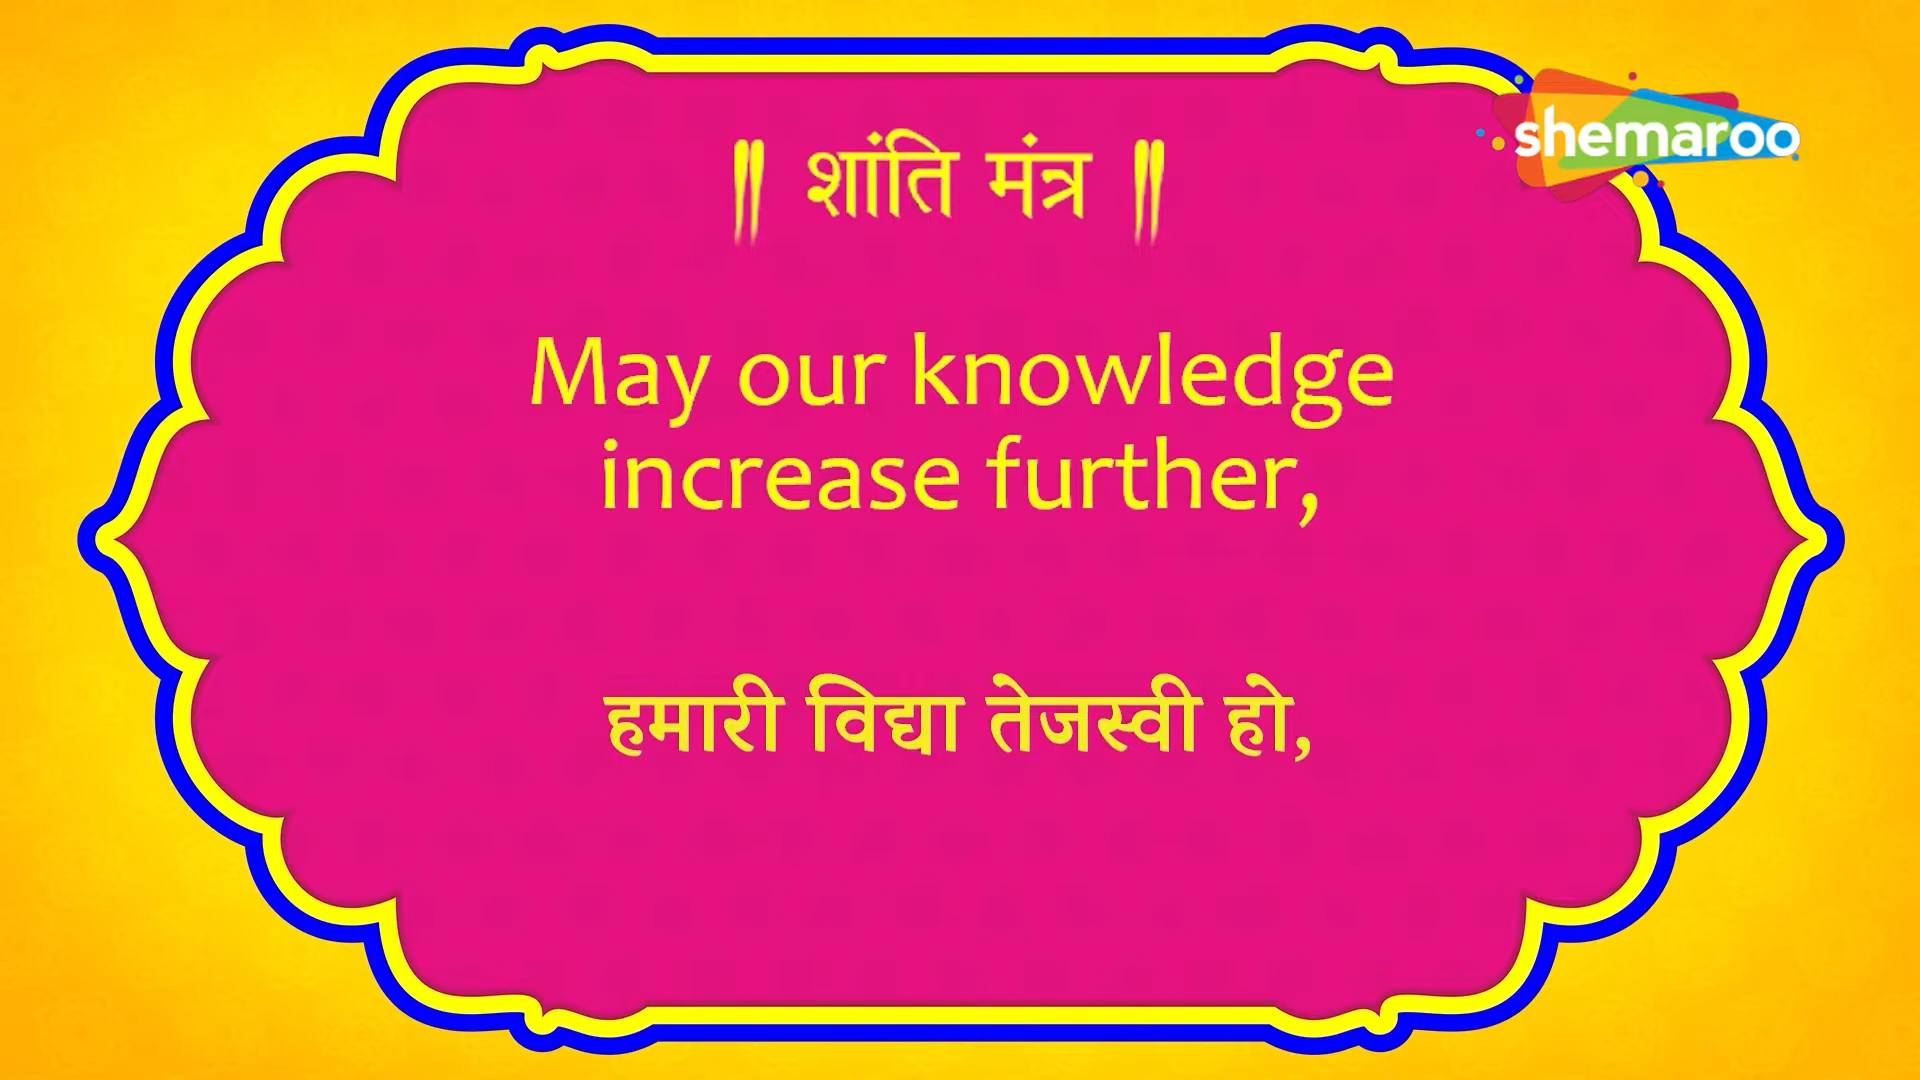 shemaroo
॥ शांति मंत्र ॥
May our knowledge
increase further,
हमारी विद्या तेजस्वी हो,